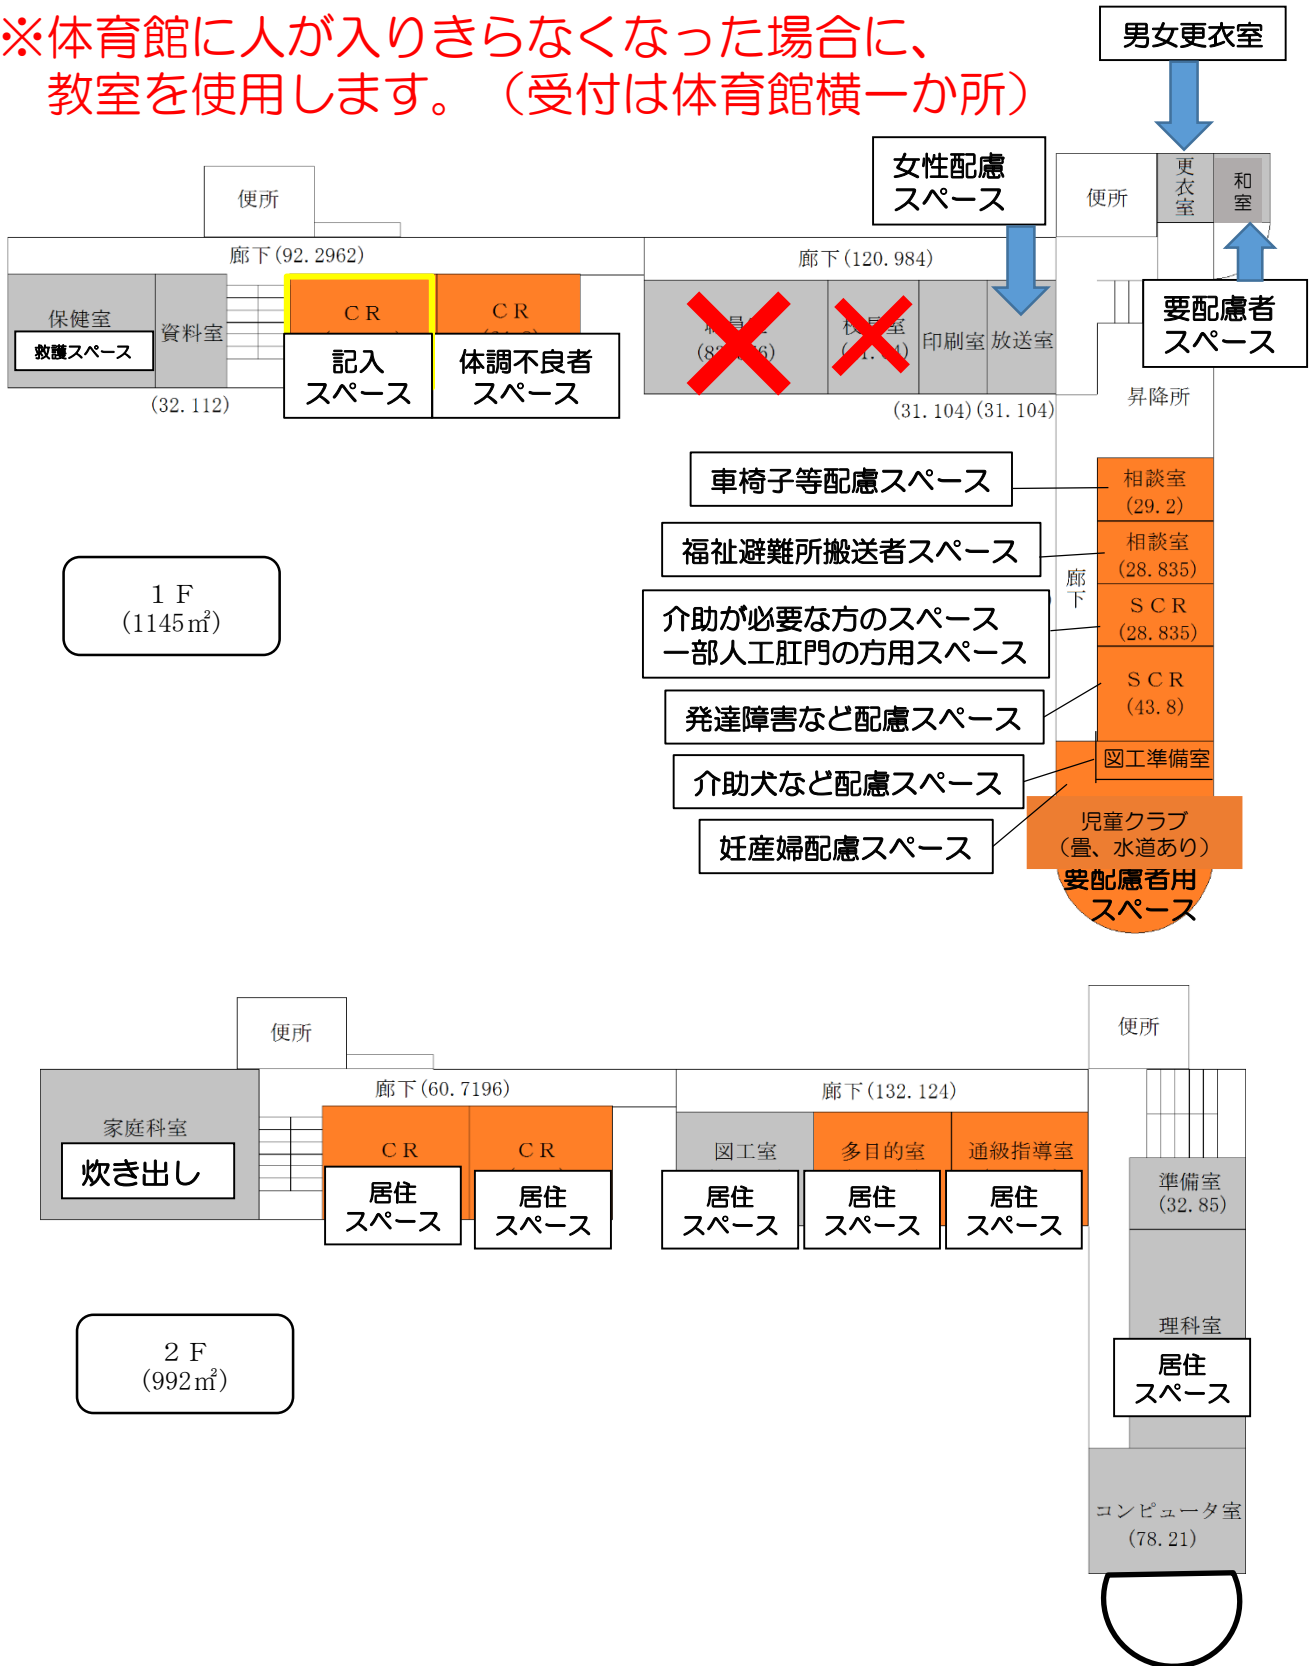 ※体育館に人が入りきらなくなった場合に、
教室を使用します。（受付は体育館横一か所）
男女更衣室
女性配慮
スペース
便所
便所
更衣室
和室
廊下(92.2962)
廊下(120.984)
要配慮者
スペース
保健室
救護スペース
資料室
(32.112)
ＣＲ
記入
スペース
ＣＲ
体調不良者
スペース
印刷室
放送室
(31.104)
(31.104)
昇降所
車椅子等配慮スペース
相談室
(29.2)
福祉避難所搬送者スペース
相談室
(28.835)
廊下
介助が必要な方のスペース
一部人工肛門の方用スペース
ＳＣＲ
(28.835)
発達障害など配慮スペース
ＳＣＲ
(43.8)
介助犬など配慮スペース
図工準備室
妊産婦配慮スペース
児童クラブ
（畳、水道あり）
要配慮者用
スペース
１Ｆ
(1145㎡)
便所
便所
廊下(60.7196)
廊下(132.124)
家庭科室
炊き出し
ＣＲ
居住
スペース
ＣＲ
居住
スペース
図工室
居住
スペース
多目的室
居住
スペース
通級指導室
居住
スペース
準備室
(32.85)
理科室
居住
スペース
２Ｆ
(992㎡)
コンピュータ室
(78.21)